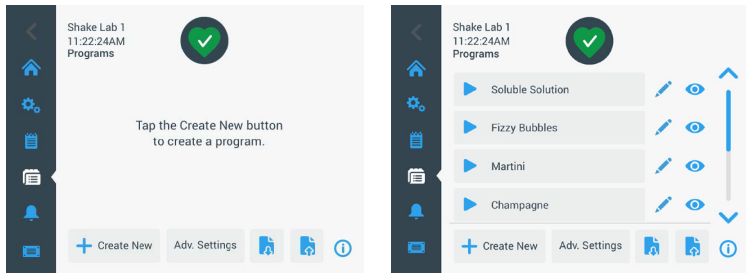 Shake Lab 1
11:22:24AM
Programs
Tap the Create New button
to create a program.
Create New
Adv. Settings
Shake Lab 1
11:22:24AM
Programs
Soluble Solution
Fizzy Bubbles
Martini
Champagne
Create New
Adv. Settings